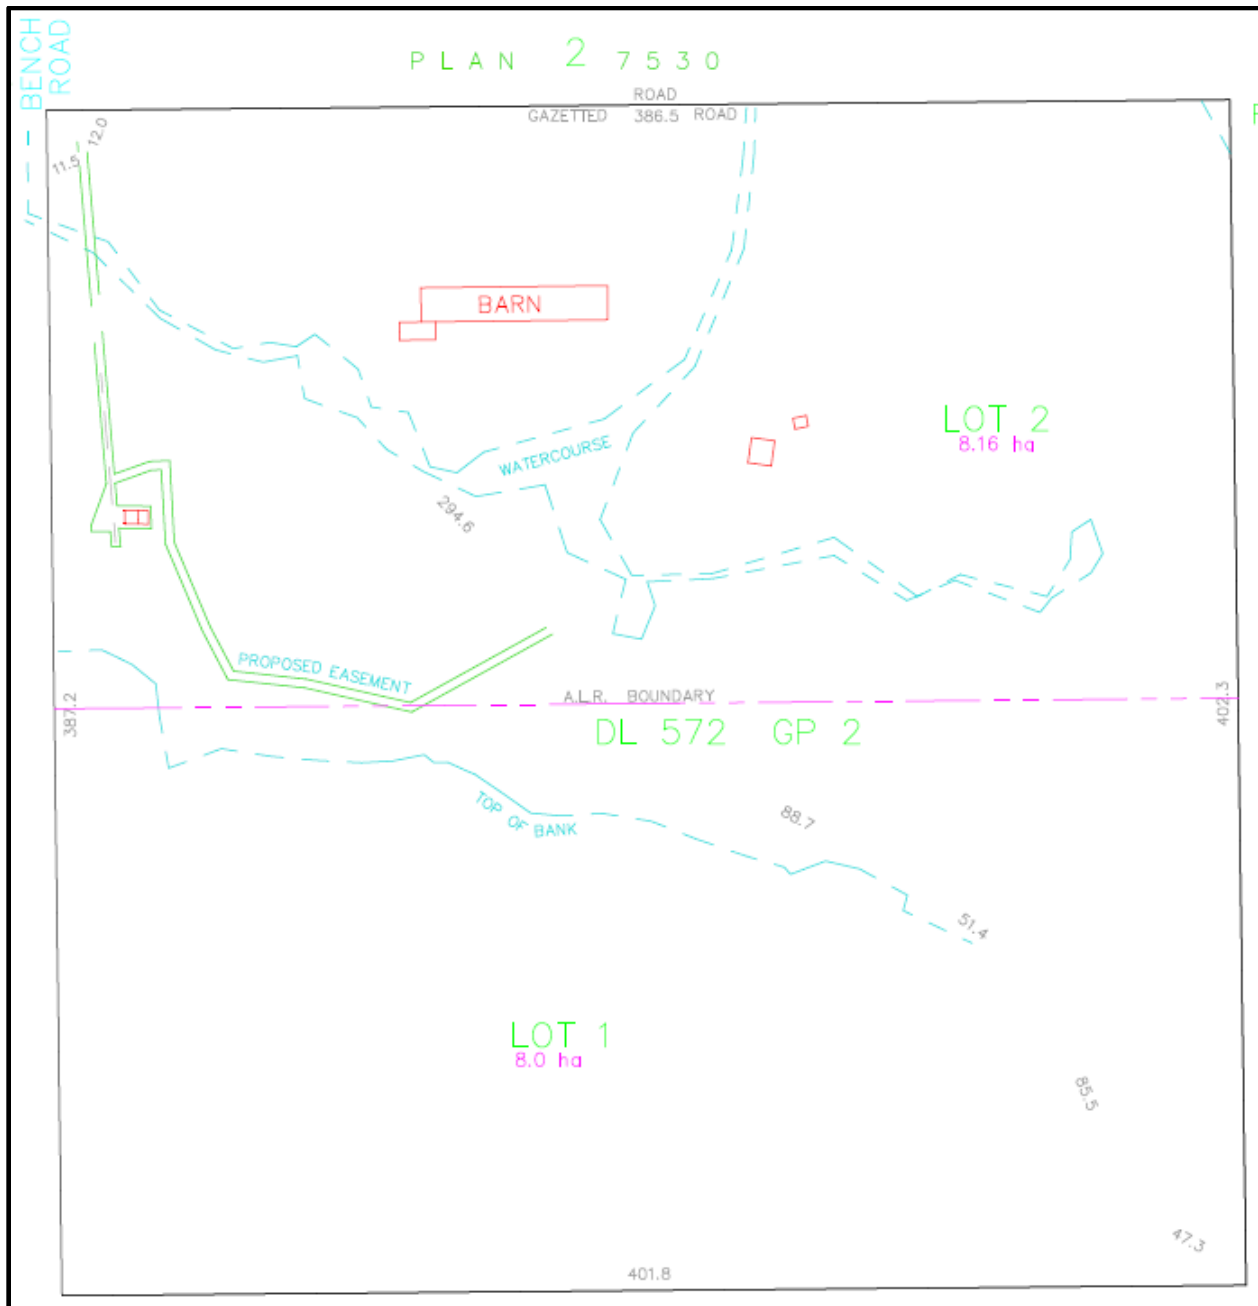 BENCH
ROAD
PLAN 27530
ROAD
GAZETTED 386.5 ROAD
12.0
11.5
BARN
LOT 2
8.16 ha
WATERCOURSE
294.6
PROPOSED EASEMENT
A.L.R. BOUNDARY
387.2
402.3
DL 572 GP 2
TOP OF BANK
88.7
51.4
LOT 1
8.0 ha
85.5
47.3
401.8